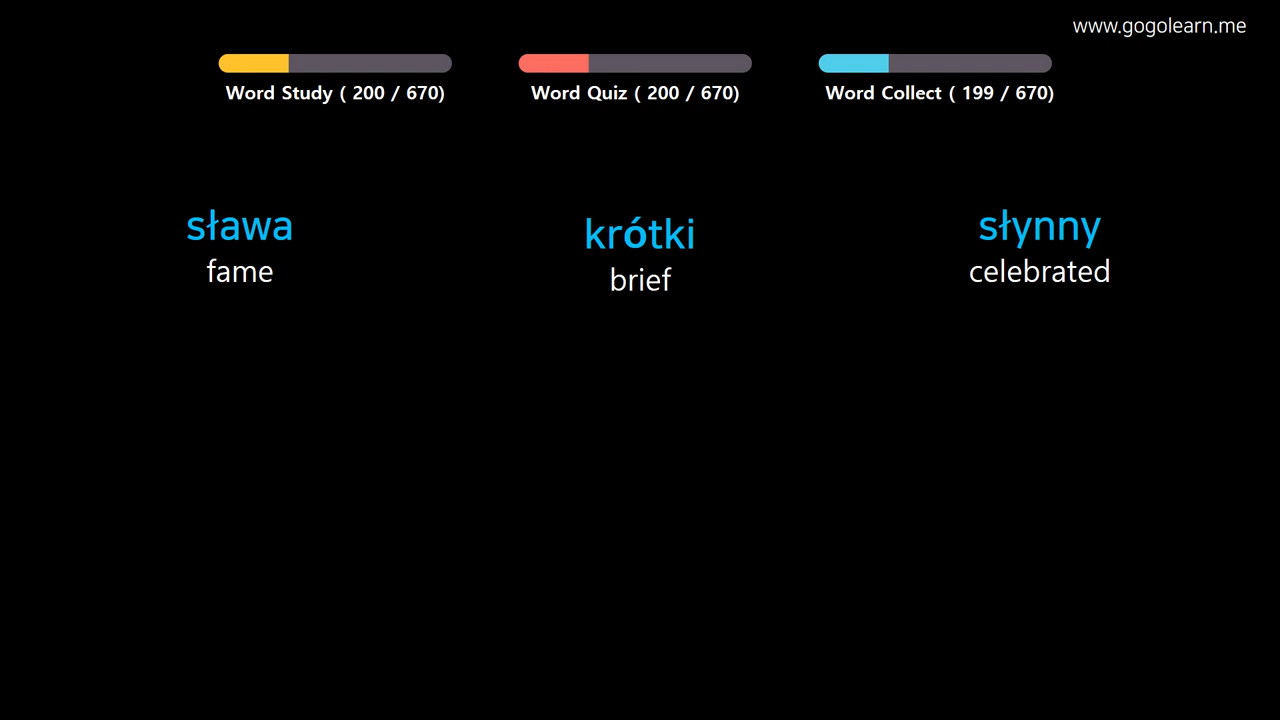 www.gogolearn.me
Word Study ( 200 / 670)
Word Quiz ( 200 / 670)
Word Collect ( 199 / 670)
sława
fame
krótki
brief
słynny
celebrated